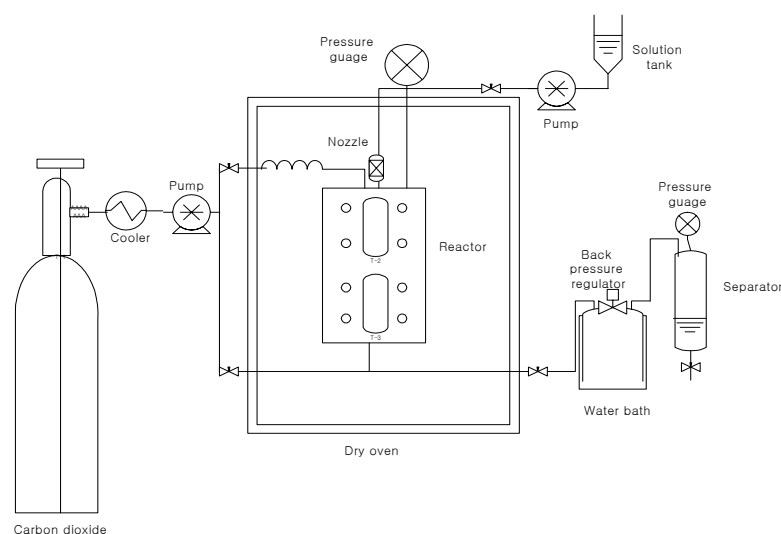 Pressure
guage
Solution
tank
Pump
Nozzle
Pump
Cooler
Pressure
guage
Reactor
Back
pressure
regulator
Separator
T-2
T-3
Water bath
Dry oven
Carbon dioxide